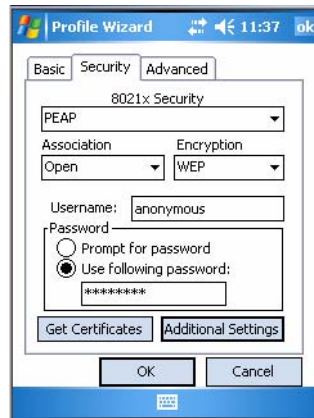 Profile Wizard 11:37 ok
Basic Security Advanced
8021x Security
PEAP
Association Encryption
Open WEP
Username: anonymous
Password
Prompt for password
Use following password:
********
Get Certificates Additional Settings
OK Cancel